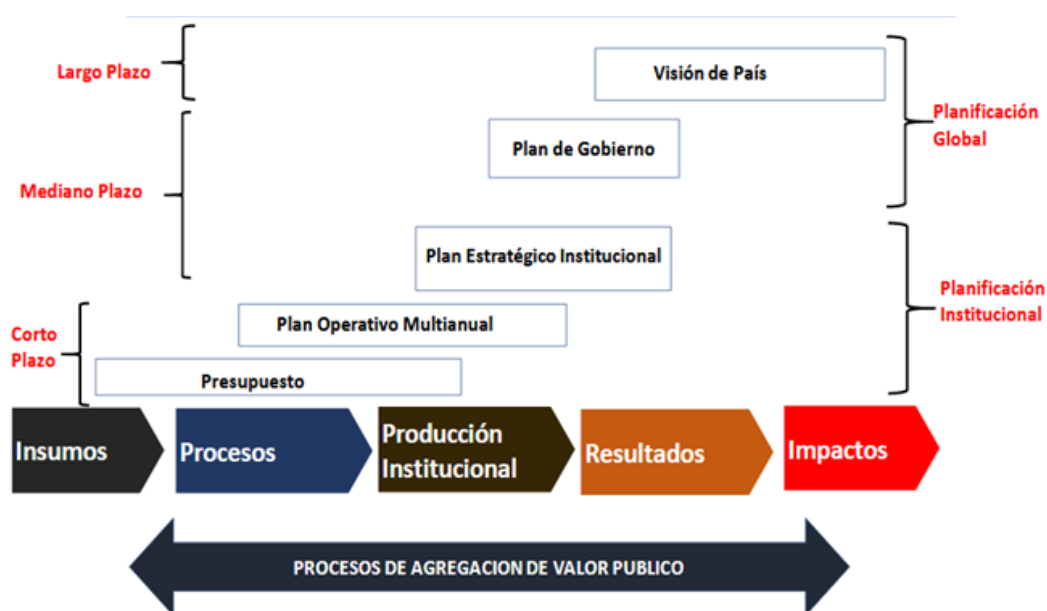 Largo Plazo
Visión de País
Planificación
Global
Plan de Gobierno
Mediano Plazo
Plan Estratégico Institucional
Planificación
Institucional
Plan Operativo Multianual
Corto
Plazo
Presupuesto
Insumos
Procesos
Producción
Institucional
Resultados
Impactos
PROCESOS DE AGREGACION DE VALOR PUBLICO